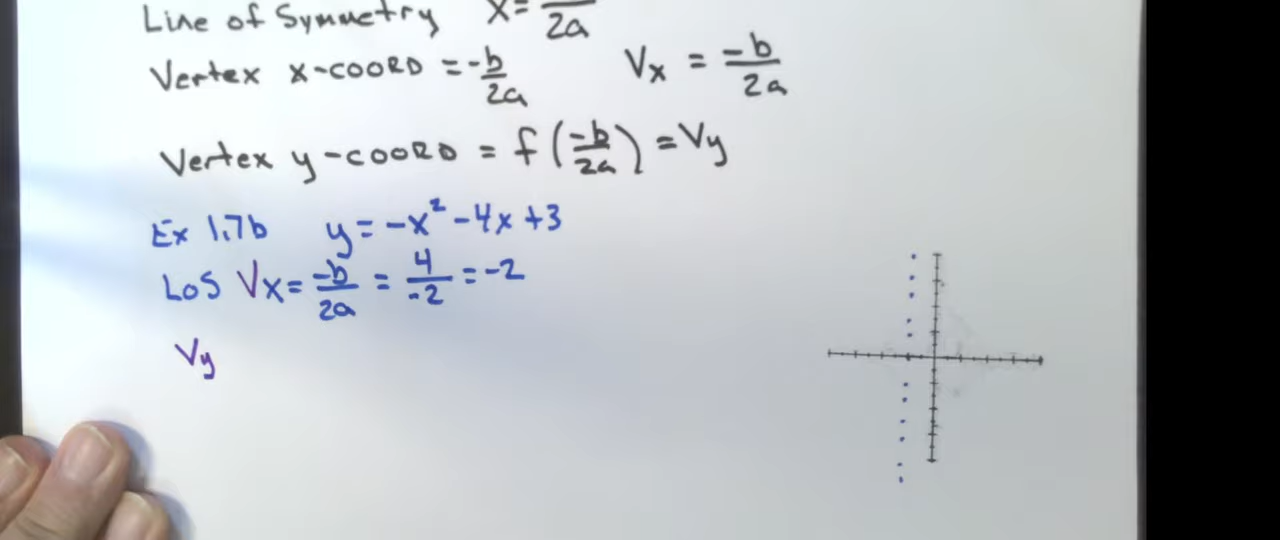 Line of Symmetry x = — 2a
Vertex x-COORD = -b/2a Vx = -b/2a
Vertex y-COORD = f(-b/2a) = Vy
Ex 1.7b y = -x² - 4x + 3
LOS Vx = -b/2a = 4/-2 = -2
Vy